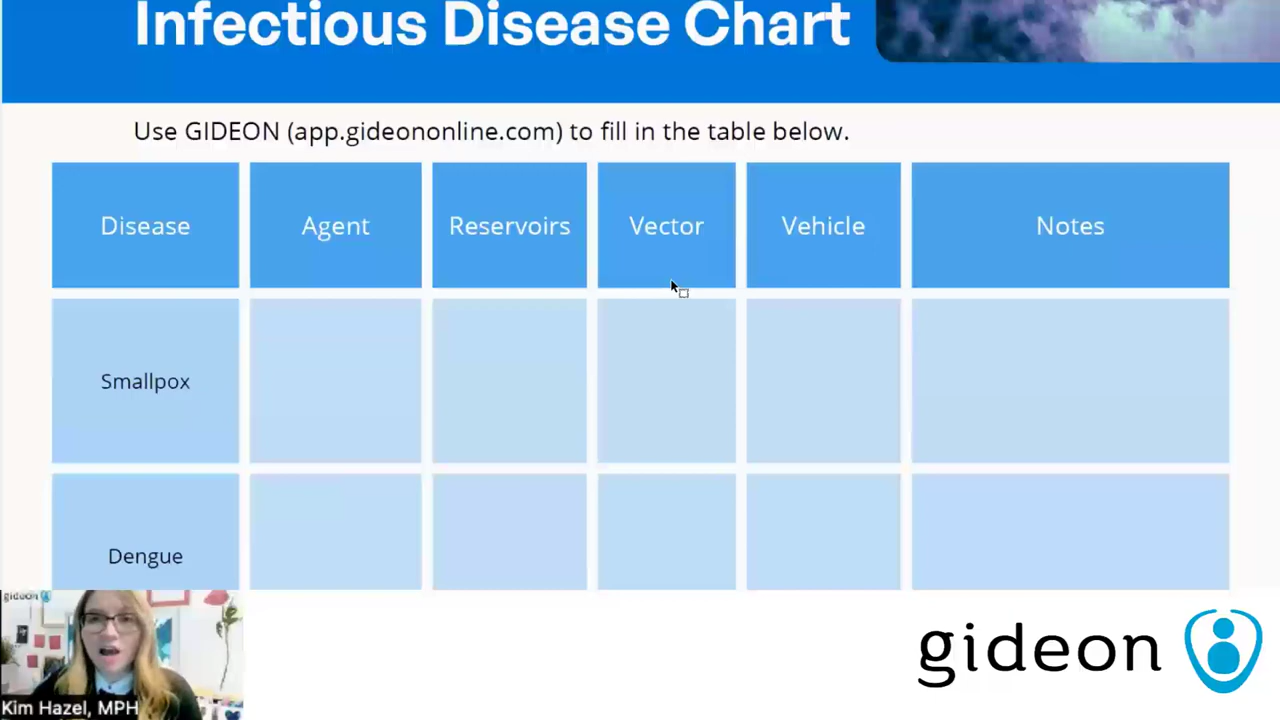 Infectious Disease Chart
Use GIDEON (app.gideononline.com) to fill in the table below.
Disease
Agent
Reservoirs
Vector
Vehicle
Notes
Smallpox
Dengue
gideon
Kim Hazel, MPH
gideon